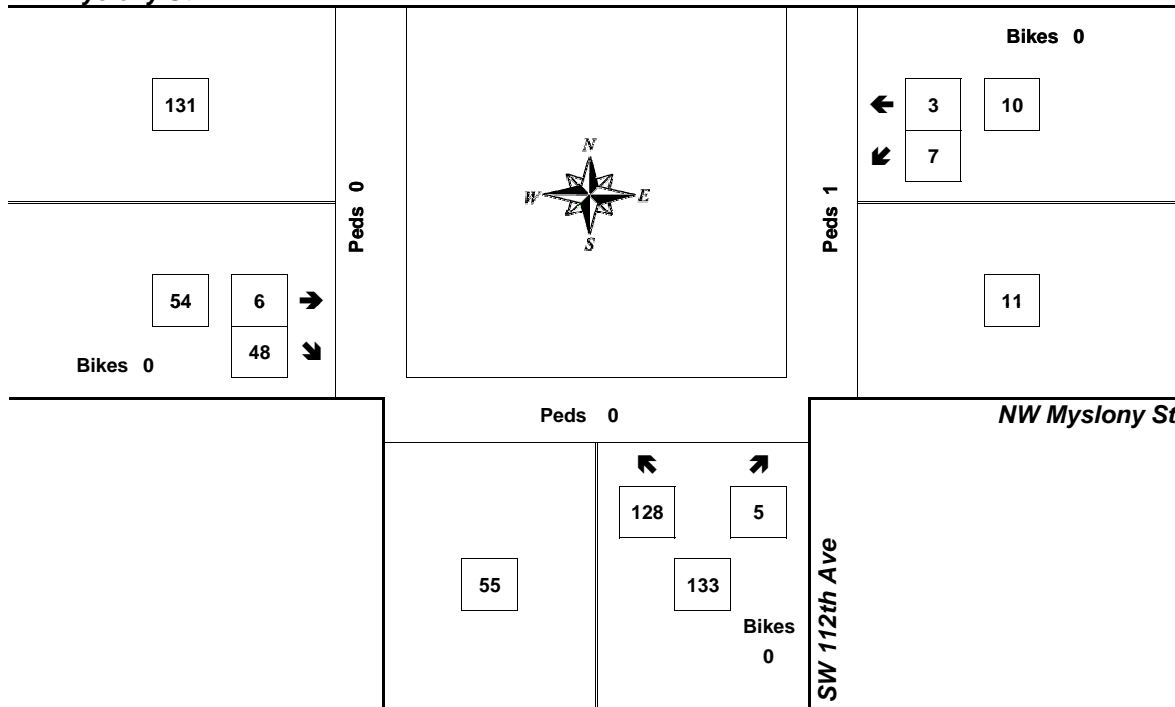 Bikes 0
131
3 10
7
N
W E
S
Peds 0
Peds 1
54 6
48
Bikes 0
11
Peds 0
NW Myslony St
128 5
55
133
Bikes
0
SW 112th Ave